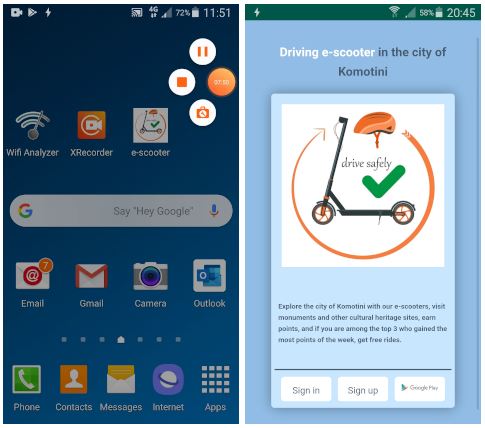 4G 72% 11:51
07:50
Wifi Analyzer XRecorder e-scooter
drive safely
G Say "Hey Google"
@ 7
Email Gmail Camera Outlook
Phone Contacts Messages Internet Apps
58% 20:45
Driving e-scooter in the city of
Komotini
drive safely
Explore the city of Komotini with our e-scooters, visit
monuments and other cultural heritage sites, earn
points, and if you are among the top 3 who gained the
most points of the week, get free rides.
Sign in Sign up Google Play